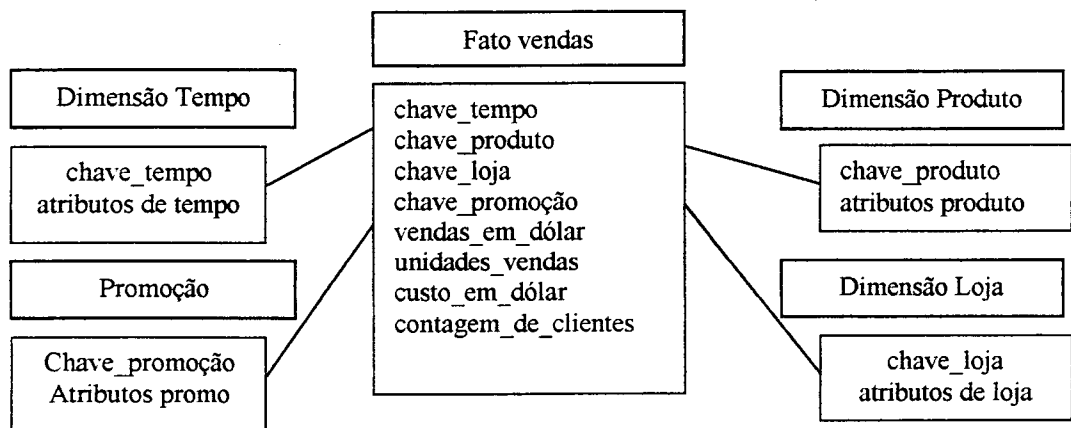 Fato vendas
Dimensão Tempo
chave_tempo
atributos de tempo
Promoção
Chave_promoção
Atributos promo
chave_tempo
chave_produto
chave_loja
chave_promoção
vendas_em_dólar
unidades_vendas
custo_em_dólar
contagem_de_clientes
Dimensão Produto
chave_produto
atributos produto
Dimensão Loja
chave_loja
atributos de loja